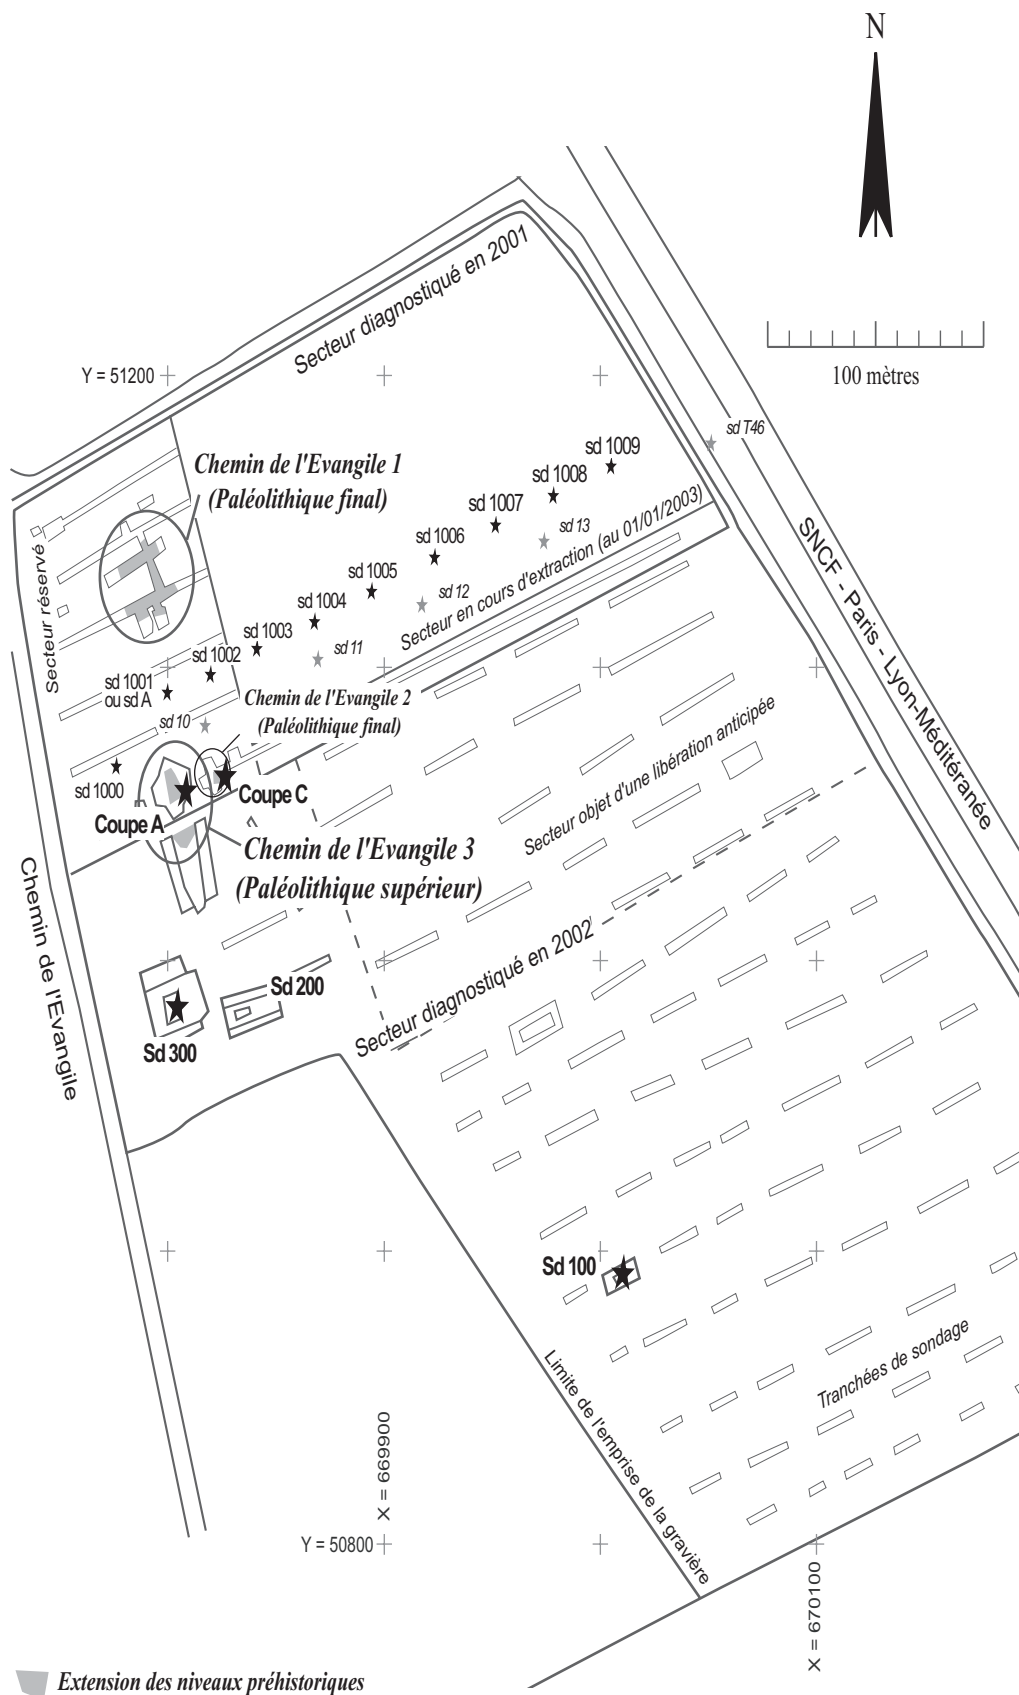 N
100 mètres
Secteur diagnostiqué en 2001
Y = 51200
sd T46
Chemin de l'Evangile 1
(Paléolithique final)
sd 1009
sd 1008
sd 1007
sd 1006
sd 1005
sd 1004
sd 1003
sd 1002
sd 1001
ou sd A
sd 1000
sd 13
sd 12
sd 11
sd 10
Secteur réservé
Secteur en cours d'extraction (au 01/01/2003)
SNCF - Paris - Lyon-Méditéranée
Chemin de l'Evangile 2
(Paléolithique final)
Coupe C
Coupe A
Chemin de l'Evangile 3
(Paléolithique supérieur)
Secteur objet d'une libération anticipée
Chemin de l'Evangile
Secteur diagnostiqué en 2002
Sd 200
Sd 300
Sd 100
Tranchées de sondage
Limite de l'emprise de la gravière
X = 669900
Y = 50800
X = 670100
Extension des niveaux préhistoriques